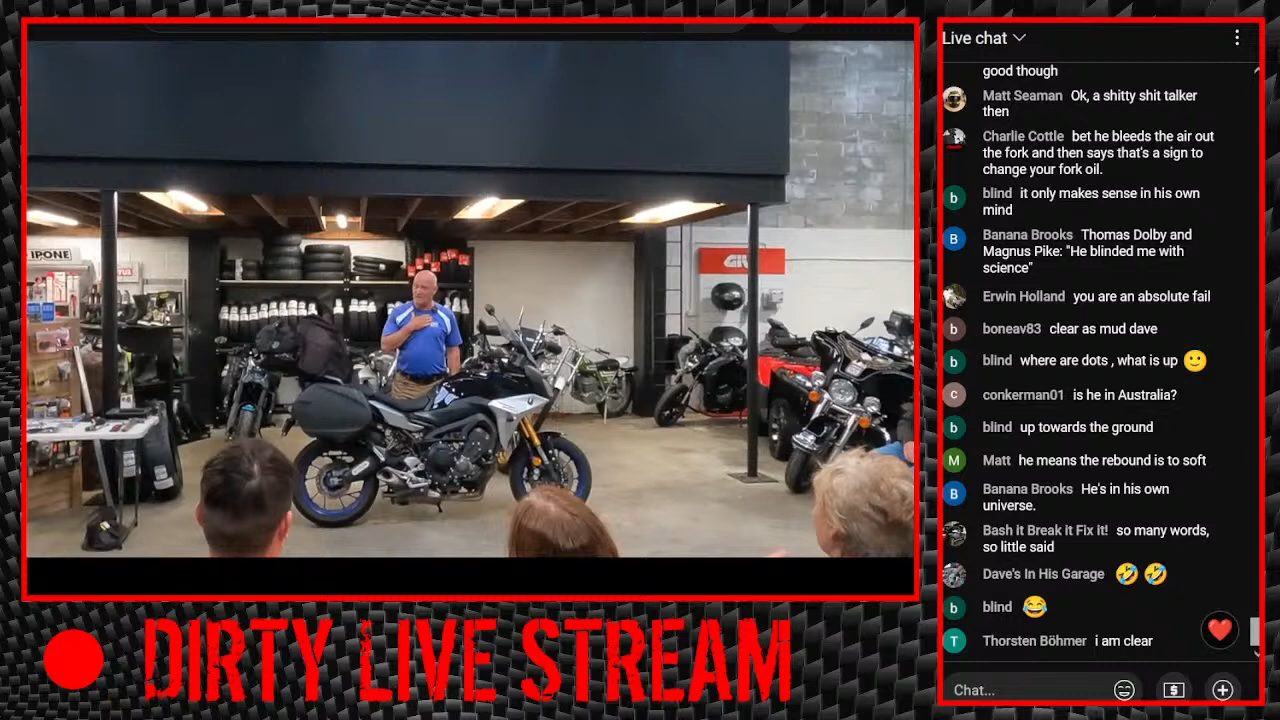 IPONE
GIVI
DIRTY LIVE STREAM
Live chat
good though
Matt Seaman Ok, a shitty shit talker
then
Charlie Cottle bet he bleeds the air out
the fork and then says that's a sign to
change your fork oil.
b
blind it only makes sense in his own
mind
B
Banana Brooks Thomas Dolby and
Magnus Pike: "He blinded me with
science"
Erwin Holland you are an absolute fail
b
boneav83 clear as mud dave
b
blind where are dots , what is up 🙂
c
conkerman01 is he in Australia?
b
blind up towards the ground
M
Matt he means the rebound is to soft
B
Banana Brooks He's in his own
universe.
Bash it Break it Fix it! so many words,
so little said
Dave's In His Garage 🤣 🤣
b
blind 😂
T
Thorsten Böhmer i am clear
Chat...